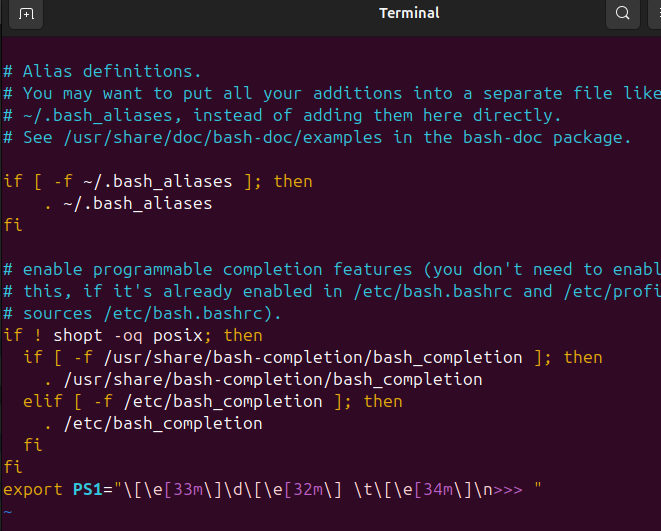 Terminal
# Alias definitions.
# You may want to put all your additions into a separate file like
# ~/.bash_aliases, instead of adding them here directly.
# See /usr/share/doc/bash-doc/examples in the bash-doc package.
if [ -f ~/.bash_aliases ]; then
    . ~/.bash_aliases
fi
# enable programmable completion features (you don't need to enabl
# this, if it's already enabled in /etc/bash.bashrc and /etc/profi
# sources /etc/bash.bashrc).
if ! shopt -oq posix; then
  if [ -f /usr/share/bash-completion/bash_completion ]; then
    . /usr/share/bash-completion/bash_completion
  elif [ -f /etc/bash_completion ]; then
    . /etc/bash_completion
  fi
fi
export PS1="\[\e[33m\]\d\[\e[32m\] \t\[\e[34m\]\n>>> "
~